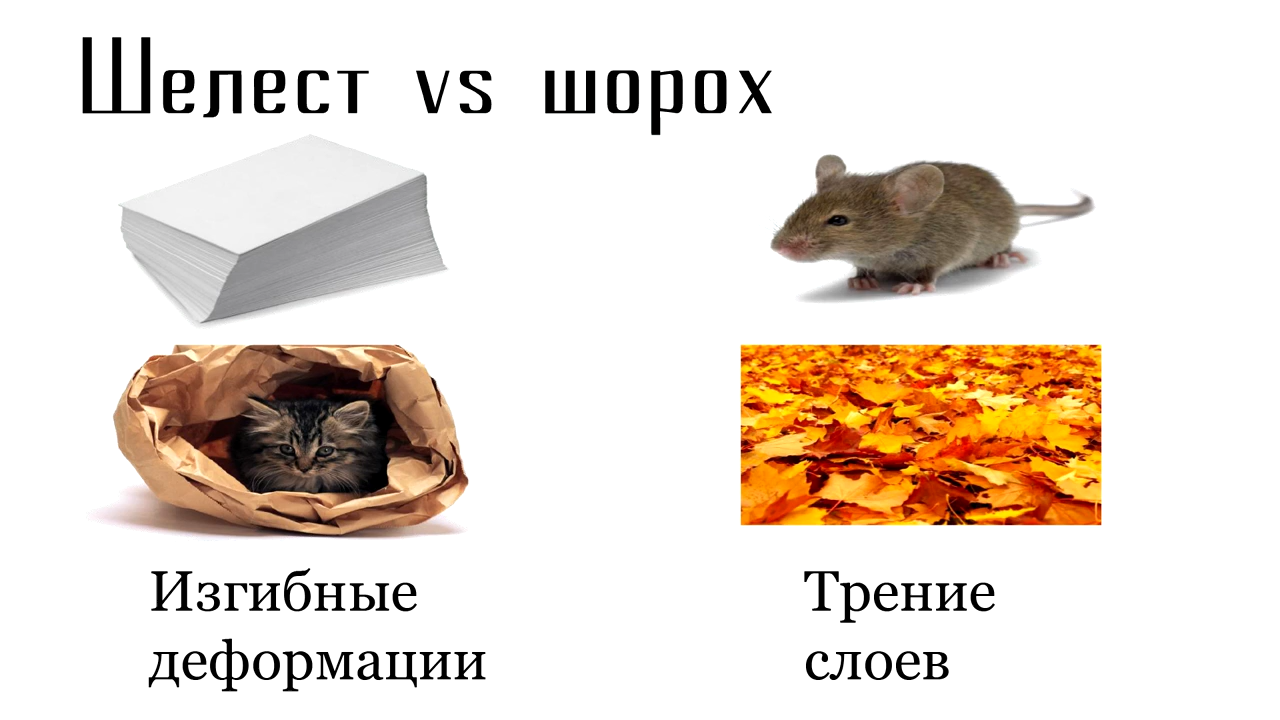 Шелест vs шорох
Изгибные
деформации
Трение
слоев